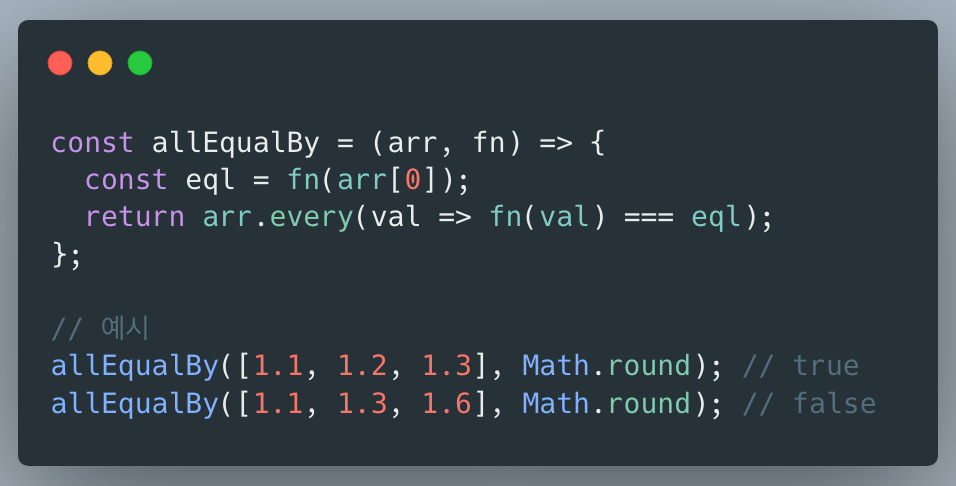 const allEqualBy = (arr, fn) => {
  const eql = fn(arr[0]);
  return arr.every(val => fn(val) === eql);
};

// 예시
allEqualBy([1.1, 1.2, 1.3], Math.round); // true
allEqualBy([1.1, 1.3, 1.6], Math.round); // false